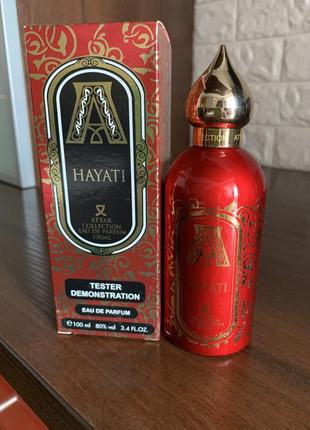 HAYATI
ATTAR
COLLECTION
EAU DE PARFUM
100ML
TESTER
DEMONSTRATION
EAU DE PARFUM
℮100 ml 80% vol 3.4 FL.OZ.
COLLECTION
HAYATI